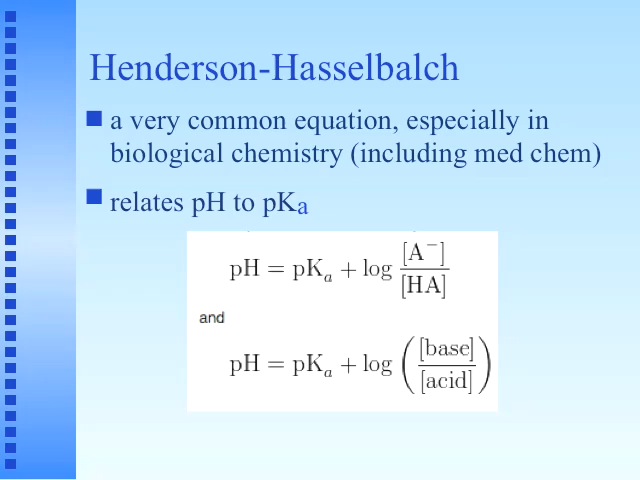 Henderson-Hasselbalch
a very common equation, especially in
biological chemistry (including med chem)
relates pH to pKa
pH = pKₐ + log [A⁻] / [HA]
and
pH = pKₐ + log ([base] / [acid])